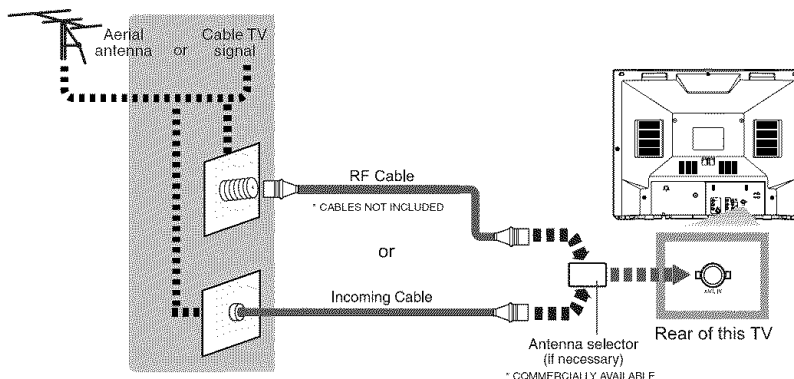 Aerial
antenna
or
Cable TV
signal
RF Cable
* CABLES NOT INCLUDED
or
Incoming Cable
Antenna selector
(if necessary)
* COMMERCIALLY AVAILABLE
Rear of this TV